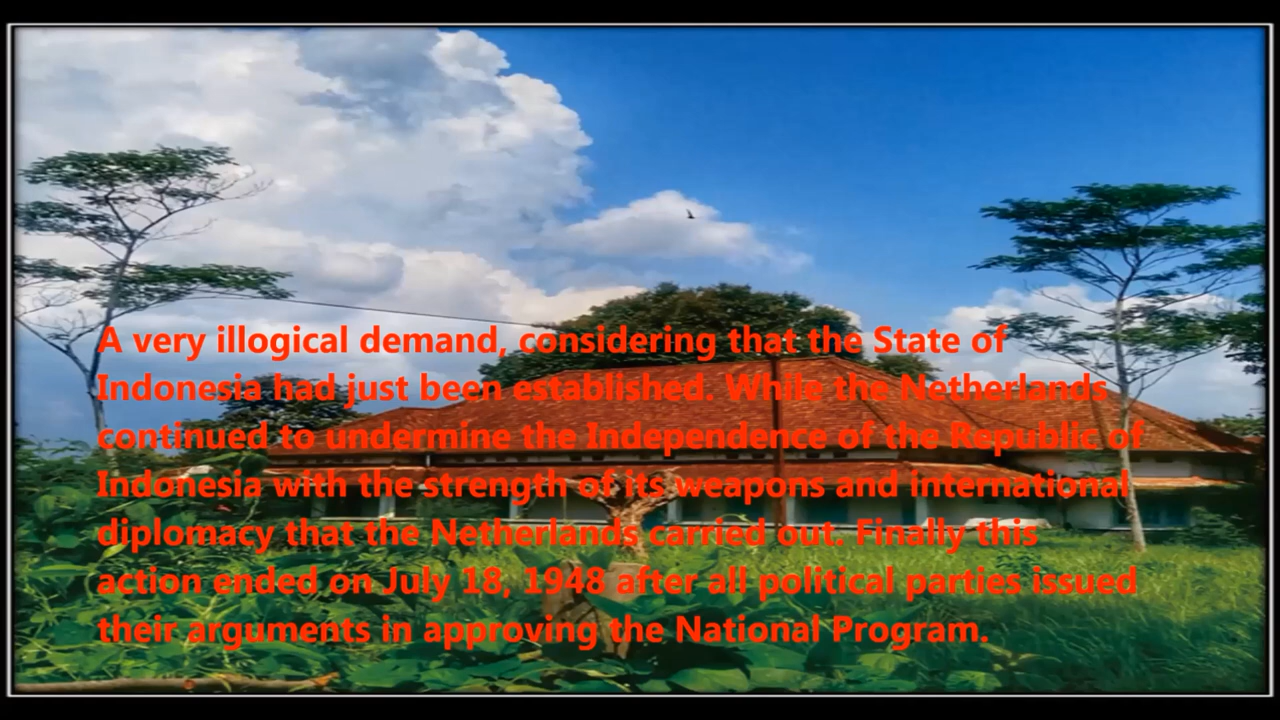 A very illogical demand, considering that the State of
Indonesia had just been established. While the Netherlands
continued to undermine the Independence of the Republic of
Indonesia with the strength of its weapons and international
diplomacy that the Netherlands carried out. Finally this
action ended on July 18, 1948 after all political parties issued
their arguments in approving the National Program.